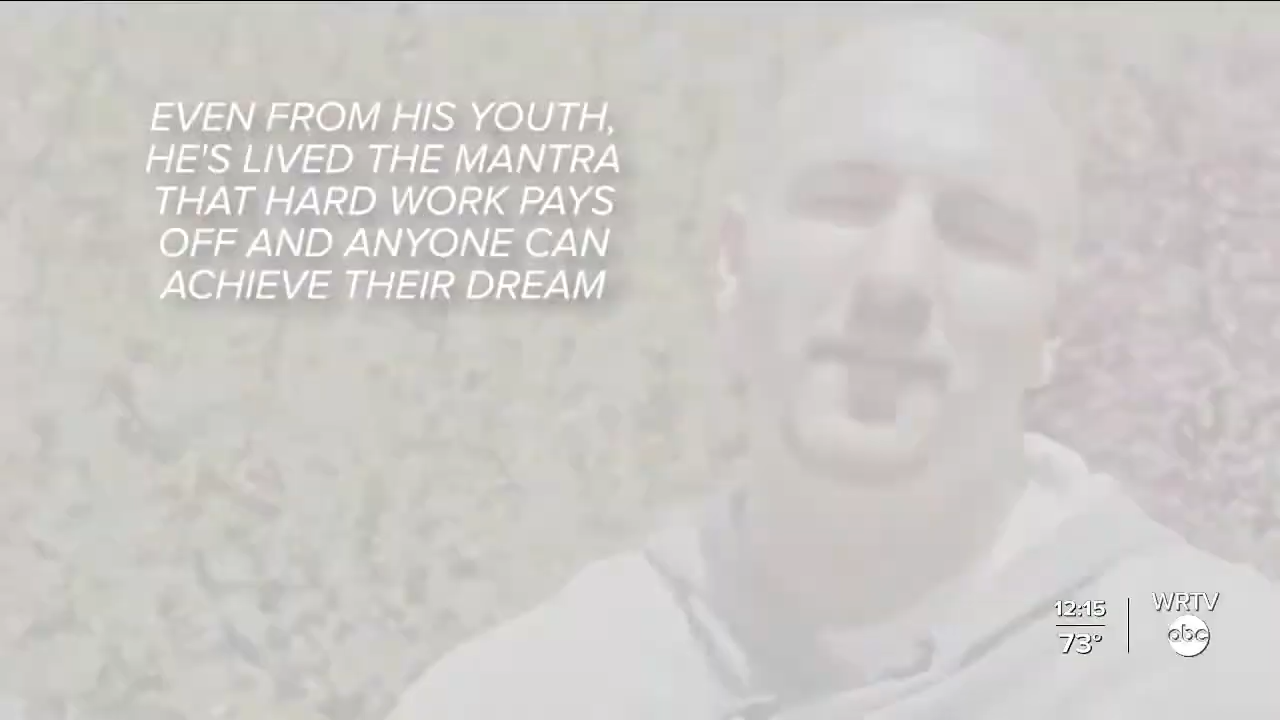 EVEN FROM HIS YOUTH,
HE'S LIVED THE MANTRA
THAT HARD WORK PAYS
OFF AND ANYONE CAN
ACHIEVE THEIR DREAM
12:15
73°
WRTV
abc